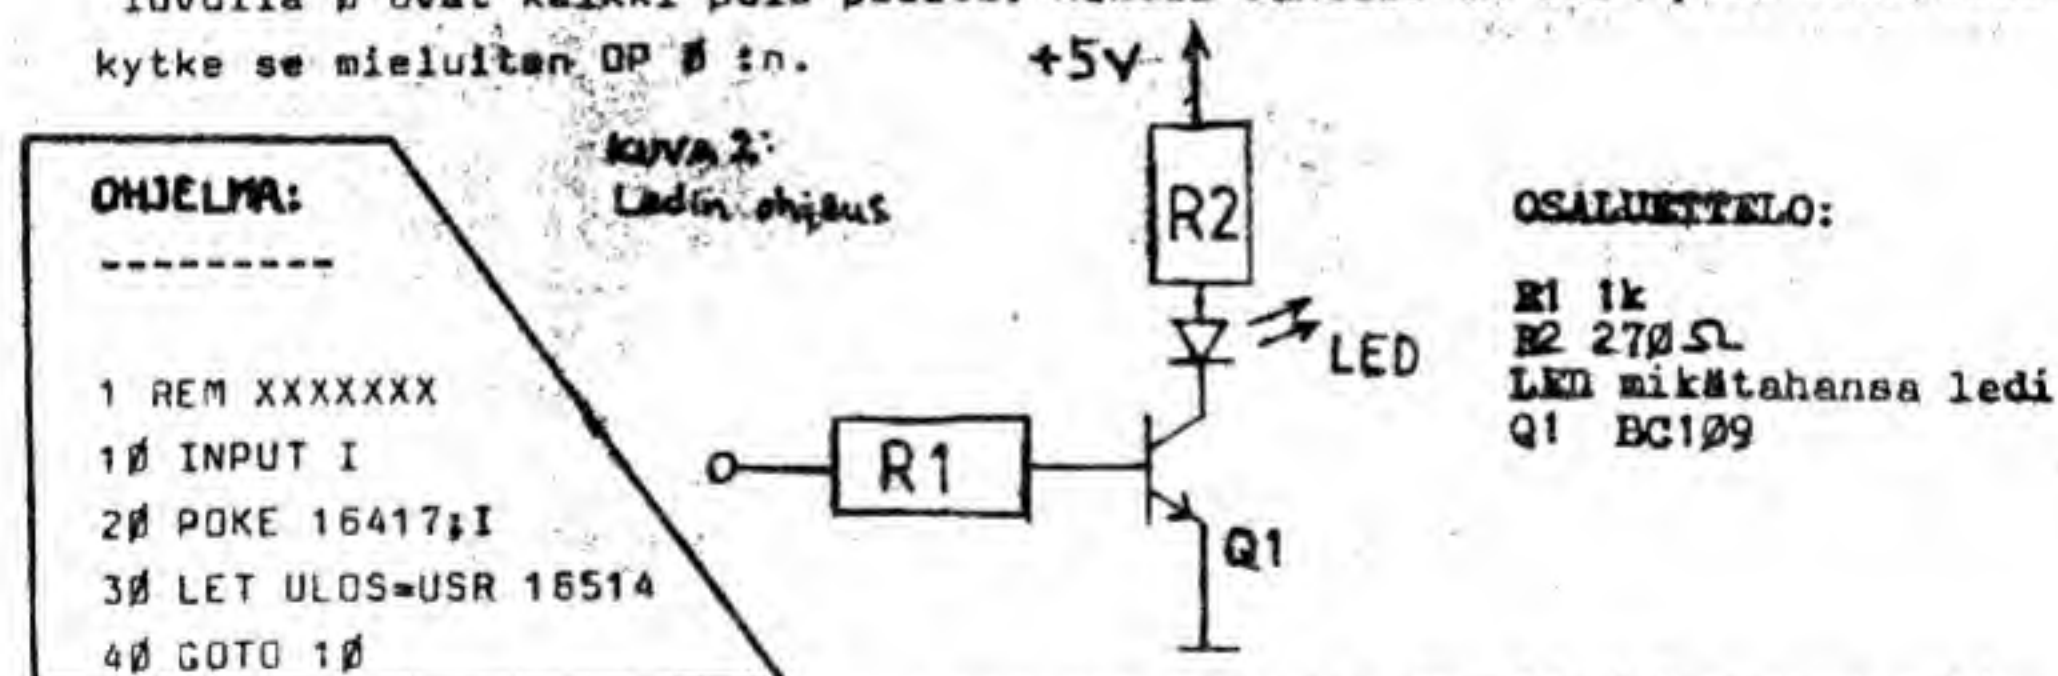 kytke se mieluiten OP Ø :n.
+5V
KUVA 2:
Ledin ohjaus
OHJELMA:
---------
1 REM XXXXXXX
1Ø INPUT I
2Ø POKE 16417;I
3Ø LET ULOS=USR 16514
4Ø GOTO 1Ø
R2
LED
R1
Q1
OSALUETTELO:
R1 1k
R2 27Ø Ω
LED mikätahansa ledi
Q1 BC1Ø9